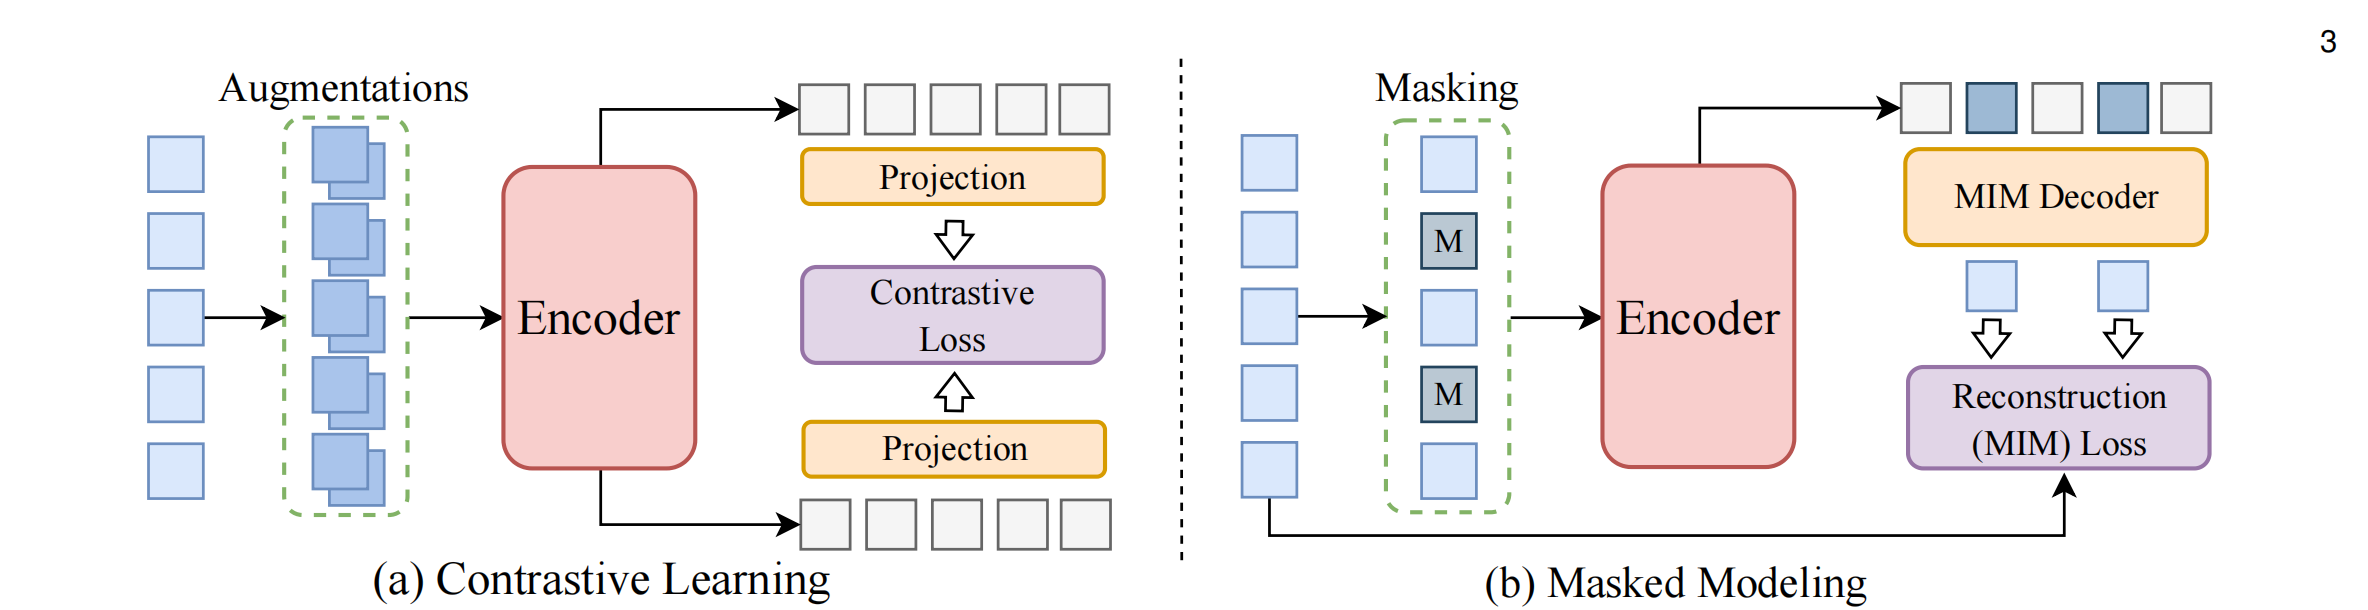 3
Augmentations
Encoder
Projection
Contrastive
Loss
Projection
(a) Contrastive Learning
Masking
M
M
Encoder
MIM Decoder
Reconstruction
(MIM) Loss
(b) Masked Modeling